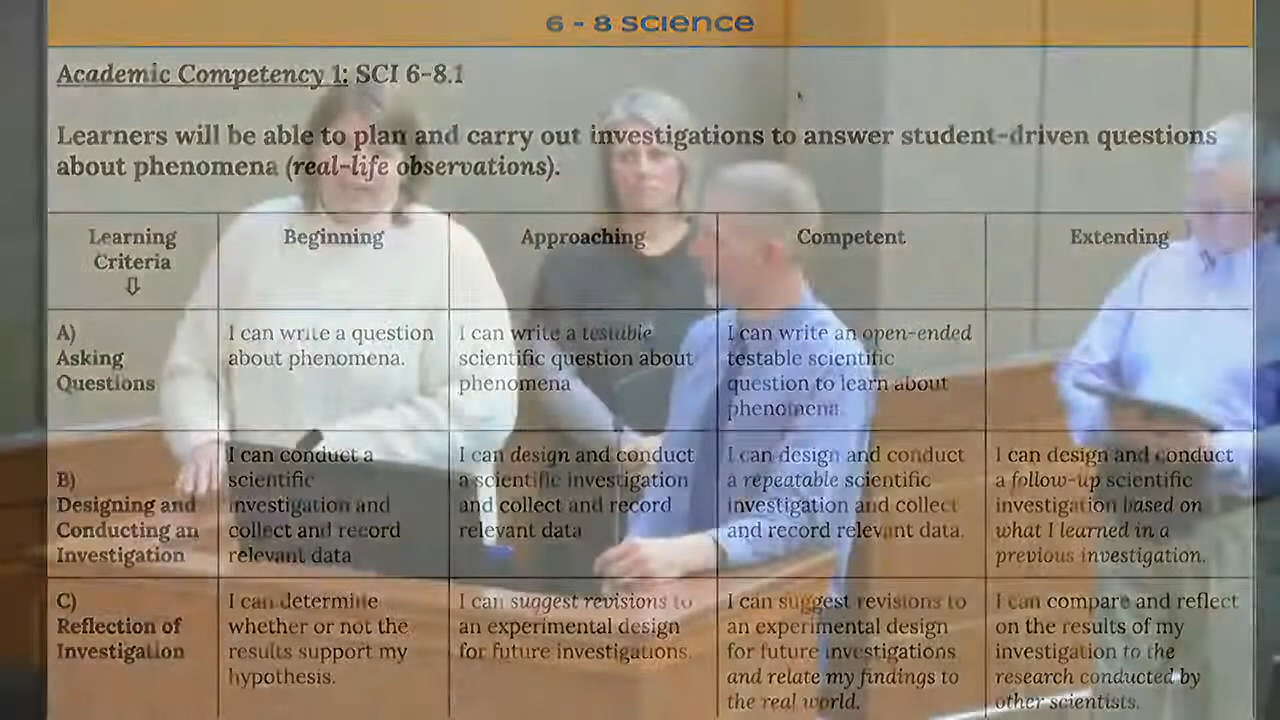 6 - 8 science
Academic Competency 1: SCI 6-8.1
Learners will be able to plan and carry out investigations to answer student-driven questions
about phenomena (real-life observations).
Learning
Criteria
⇩
Beginning
Approaching
Competent
Extending
A)
Asking
Questions
I can write a question
about phenomena.
I can write a testable
scientific question about
phenomena
I can write an open-ended
testable scientific
question to learn about
phenomena.
B)
Designing and
Conducting an
Investigation
I can conduct a
scientific
investigation and
collect and record
relevant data
I can design and conduct
a scientific investigation
and collect and record
relevant data
I can design and conduct
a repeatable scientific
investigation and collect
and record relevant data.
I can design and conduct
a follow-up scientific
investigation based on
what I learned in a
previous investigation.
C)
Reflection of
Investigation
I can determine
whether or not the
results support my
hypothesis.
I can suggest revisions to
an experimental design
for future investigations.
I can suggest revisions to
an experimental design
for future investigations
and relate my findings to
the real world.
I can compare and reflect
on the results of my
investigation to the
research conducted by
other scientists.